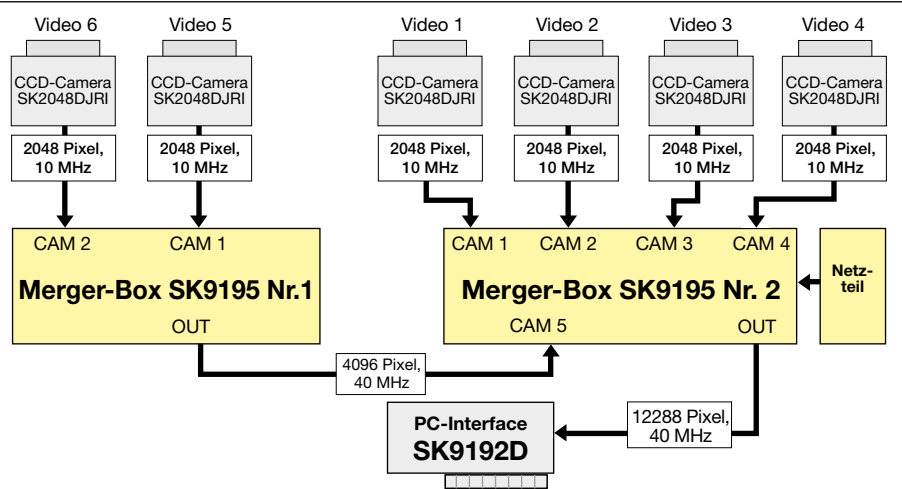 Video 6
Video 5
Video 1
Video 2
Video 3
Video 4
CCD-Camera
SK2048DJRI
CCD-Camera
SK2048DJRI
CCD-Camera
SK2048DJRI
CCD-Camera
SK2048DJRI
CCD-Camera
SK2048DJRI
CCD-Camera
SK2048DJRI
2048 Pixel,
10 MHz
2048 Pixel,
10 MHz
2048 Pixel,
10 MHz
2048 Pixel,
10 MHz
2048 Pixel,
10 MHz
2048 Pixel,
10 MHz
CAM 2
CAM 1
Merger-Box SK9195 Nr.1
OUT
CAM 1
CAM 2
CAM 3
CAM 4
Merger-Box SK9195 Nr. 2
CAM 5
OUT
Netz-
teil
4096 Pixel,
40 MHz
12288 Pixel,
40 MHz
PC-Interface
SK9192D